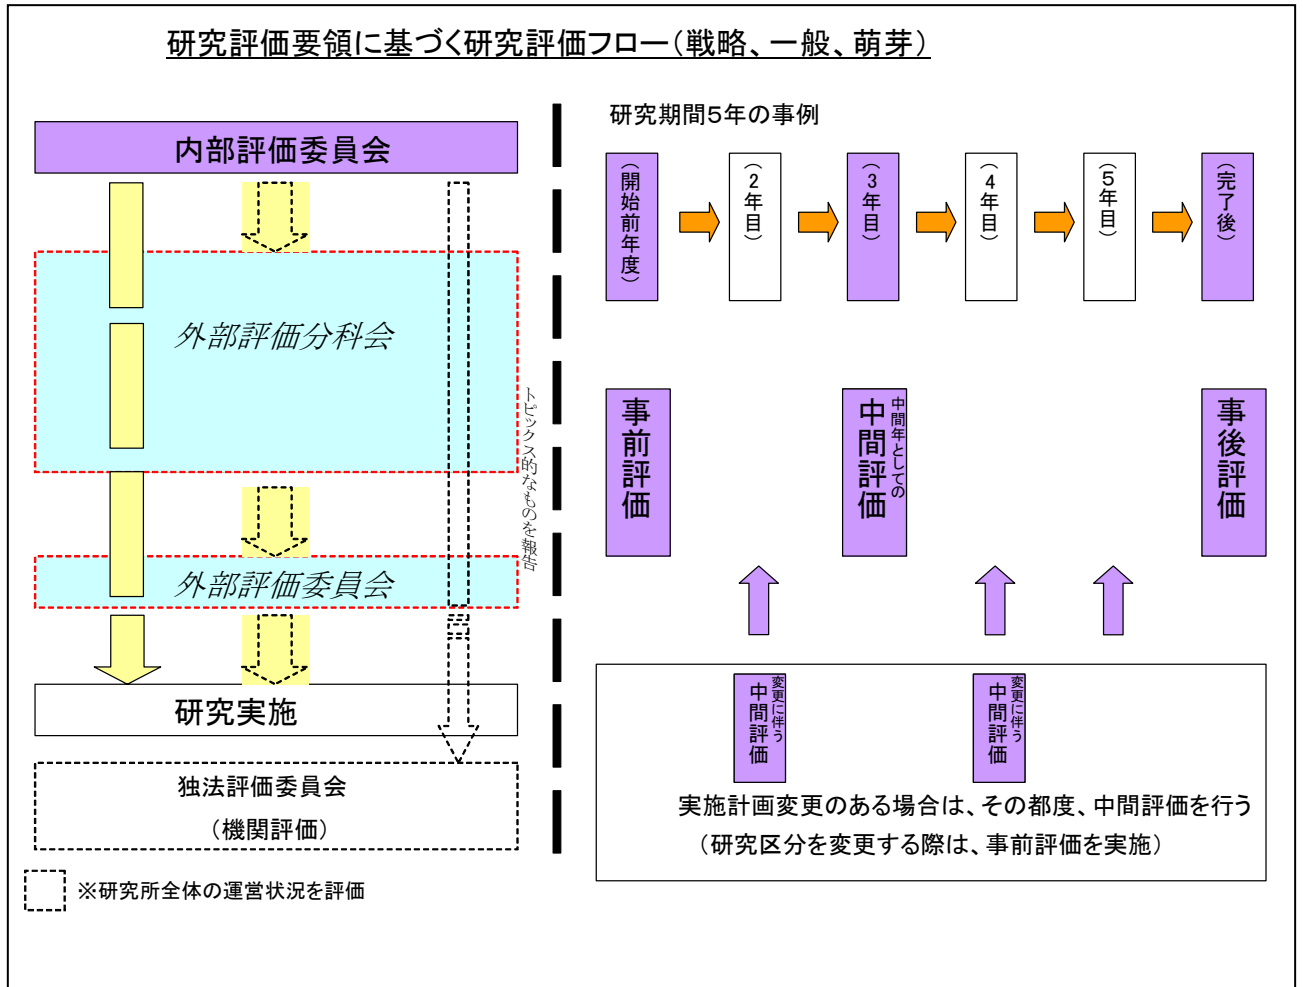 研究評価要領に基づく研究評価フロー（戦略、一般、萌芽）
内部評価委員会
外部評価分科会
トピックス的なものを報告
外部評価委員会
研究実施
独法評価委員会
（機関評価）
※研究所全体の運営状況を評価
研究期間５年の事例
（開始前年度）
（２年目）
（３年目）
（４年目）
（５年目）
（完了後）
事前評価
中間年としての
中間評価
事後評価
変更に伴う
中間評価
変更に伴う
中間評価
実施計画変更のある場合は、その都度、中間評価を行う
（研究区分を変更する際は、事前評価を実施）